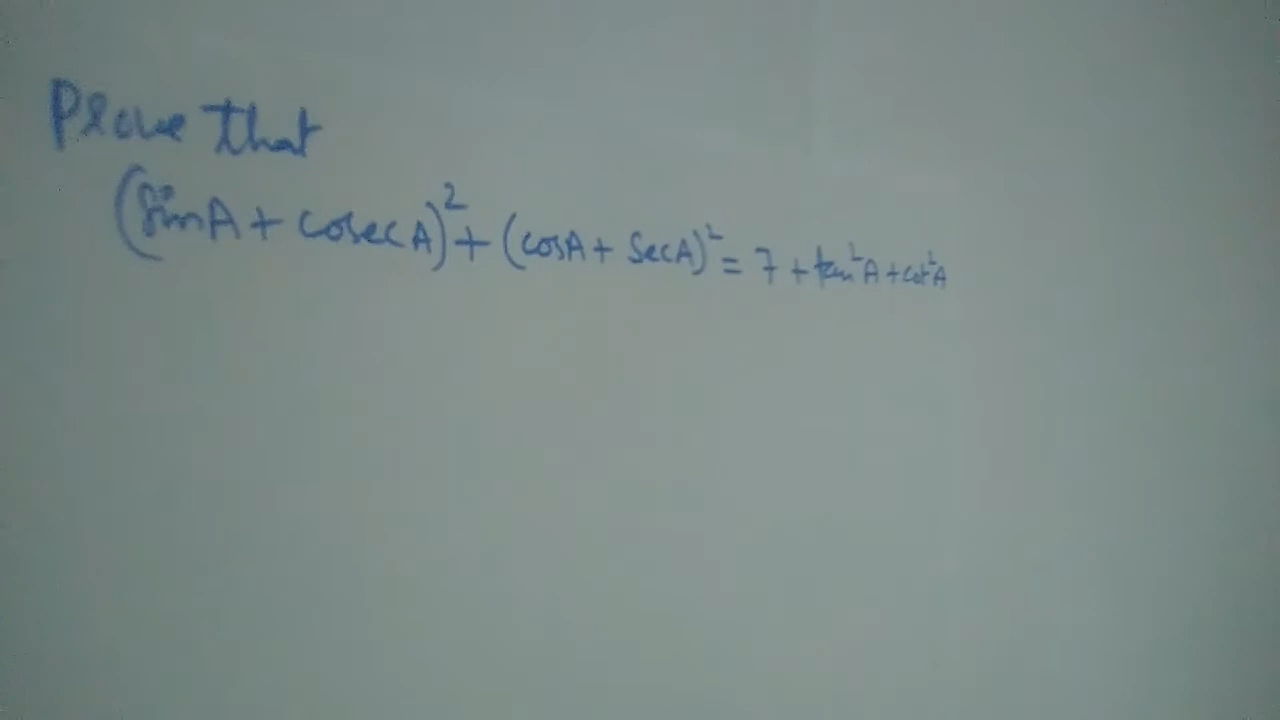 Prove that
(sinA + cosecA)² + (cosA + SecA)² = 7 + tan²A + cot²A